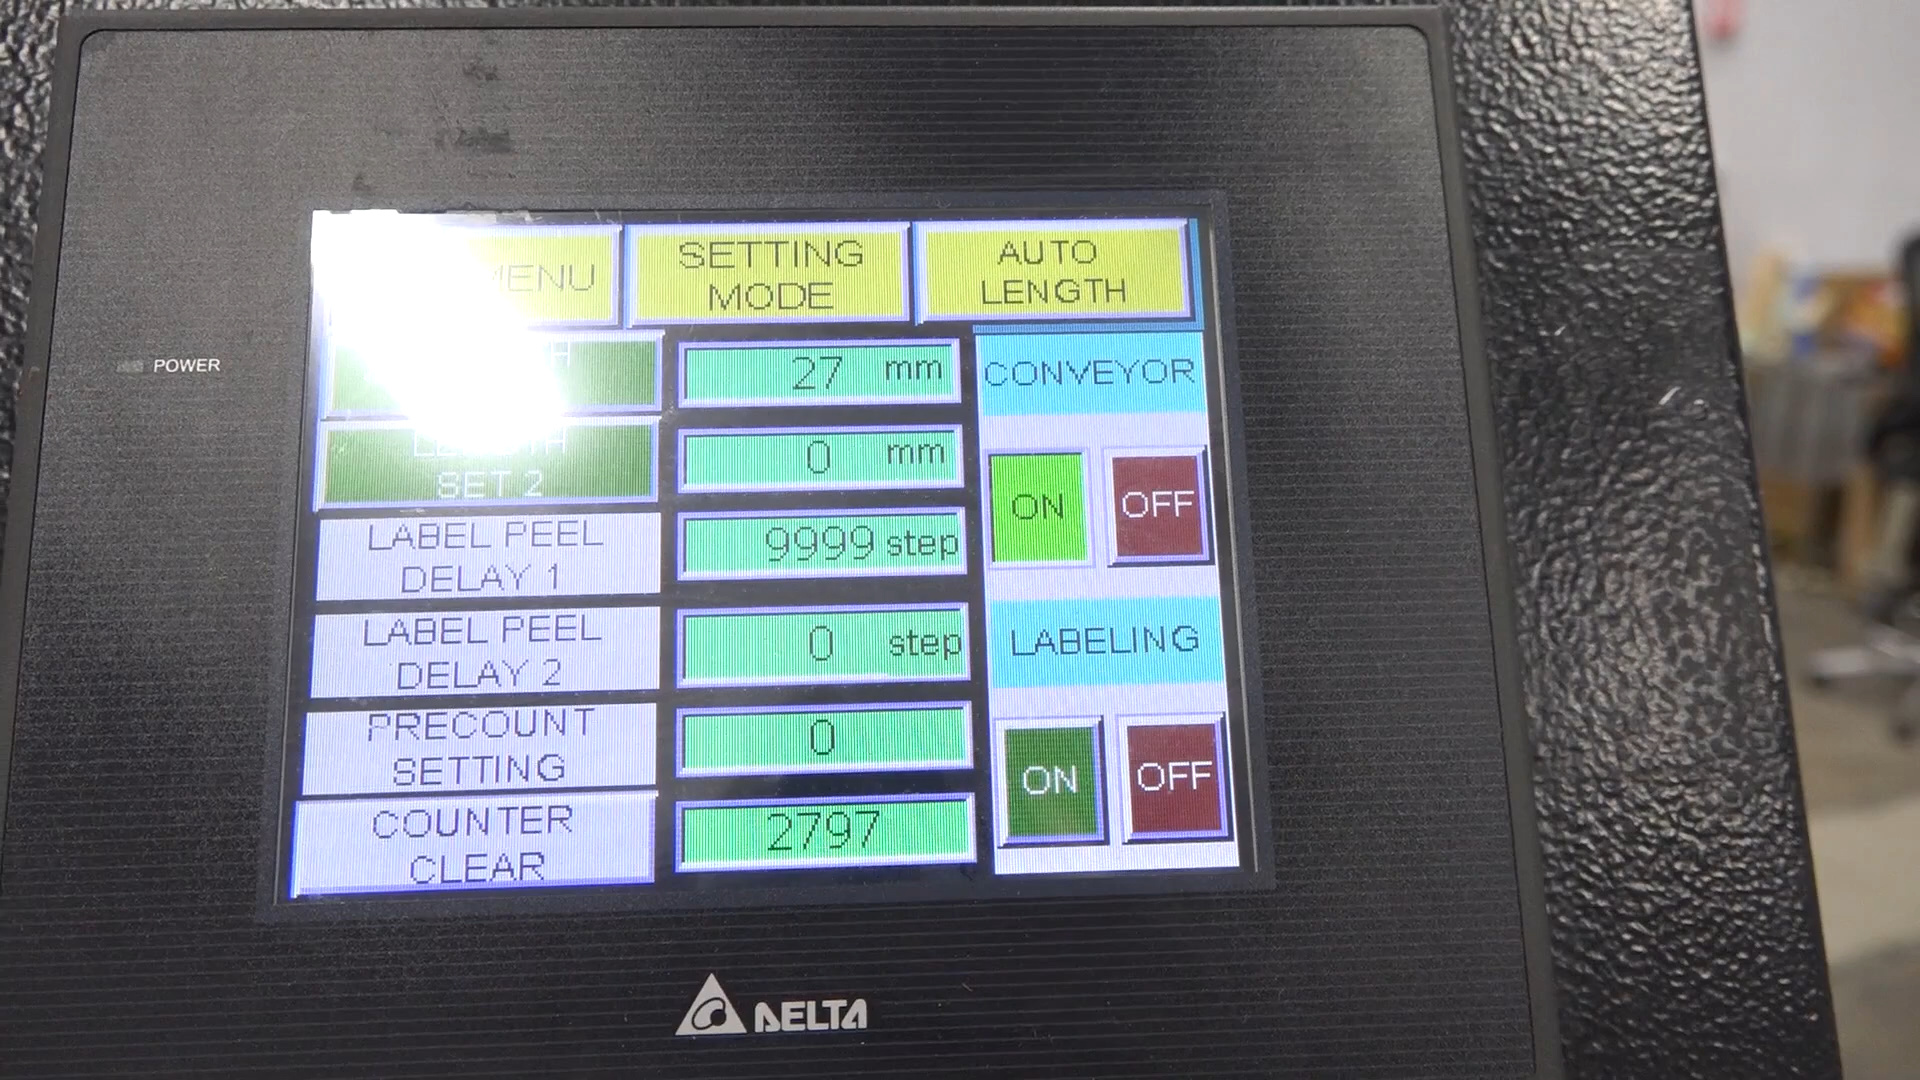 MENU
SETTING
MODE
AUTO
LENGTH
POWER
27 mm
CONVEYOR
SET 2
0 mm
ON
OFF
LABEL PEEL
DELAY 1
9999 step
LABEL PEEL
DELAY 2
0 step
LABELING
PRECOUNT
SETTING
0
ON
OFF
COUNTER
CLEAR
2797
DELTA